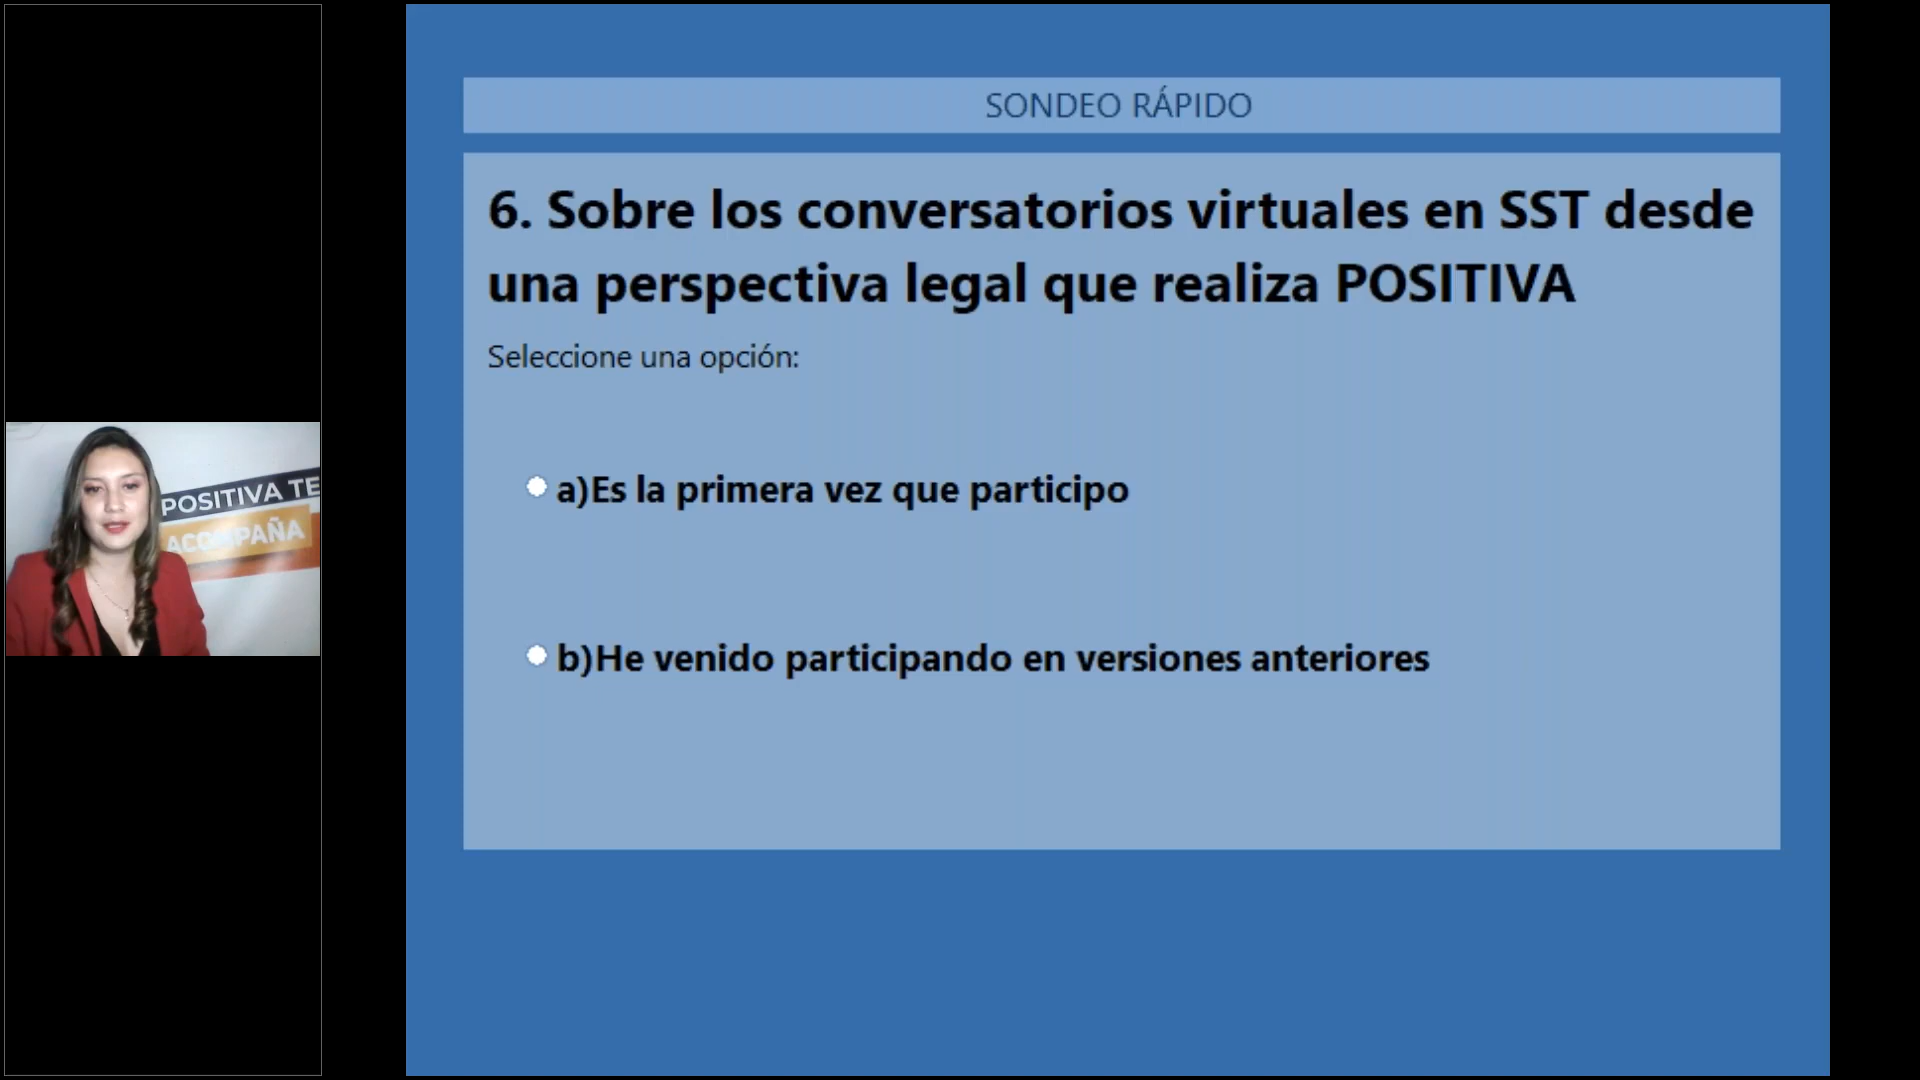 SONDEO RÁPIDO
6. Sobre los conversatorios virtuales en SST desde
una perspectiva legal que realiza POSITIVA
Seleccione una opción:
a)Es la primera vez que participo
b)He venido participando en versiones anteriores
POSITIVA TE
ACOMPAÑA